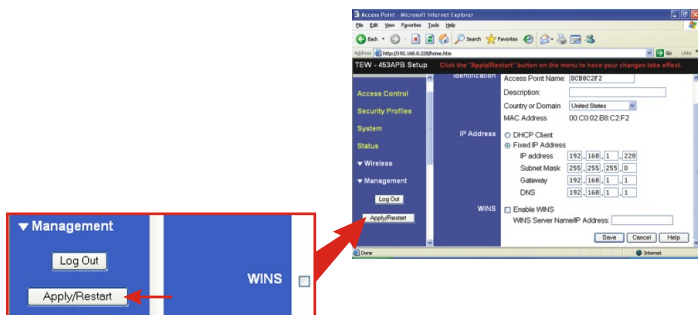 Access Point - Microsoft Internet Explorer
File Edit View Favorites Tools Help
Back Search Favorites
Address http://192.168.0.228/home.htm Go Links
TEW - 453APB Setup Click the "Apply/Restart" button on the menu to have your changes take effect.
Identification Access Point Name: SCB8C2F2
Description:
Country or Domain United States
MAC Address 00:C0:02:B8:C2:F2
IP Address DHCP Client
Fixed IP Address
IP address 192 . 168 . 1 . 228
Subnet Mask 255 . 255 . 255 . 0
Gateway 192 . 168 . 1 . 1
DNS 192 . 168 . 1 . 1
WINS Enable WINS
WINS Server Name/IP Address:
Save Cancel Help
Access Control
Security Profiles
System
Status
Wireless
Management
Log Out
Apply/Restart
Done Internet
Management
Log Out
Apply/Restart
WINS